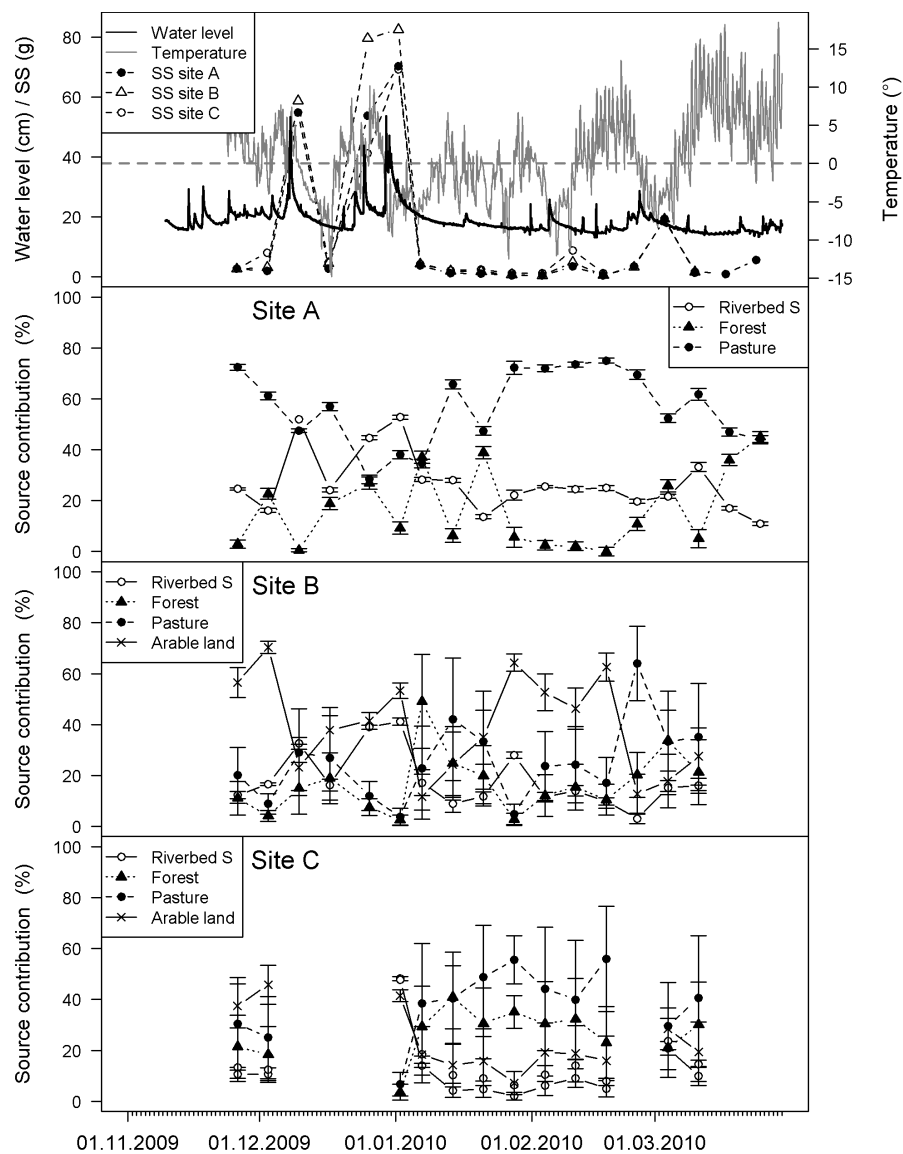 Water level (cm) / SS (g)
80
60
40
20
0
Water level
Temperature
SS site A
SS site B
SS site C
15
10
5
0
-5
-10
-15
Temperature (°)
Source contribution (%)
100
80
60
40
20
0
Site A
Riverbed S
Forest
Pasture
Source contribution (%)
100
80
60
40
20
0
Riverbed S
Forest
Pasture
Arable land
Site B
Source contribution (%)
100
80
60
40
20
0
Riverbed S
Forest
Pasture
Arable land
Site C
01.11.2009 01.12.2009 01.01.2010 01.02.2010 01.03.2010